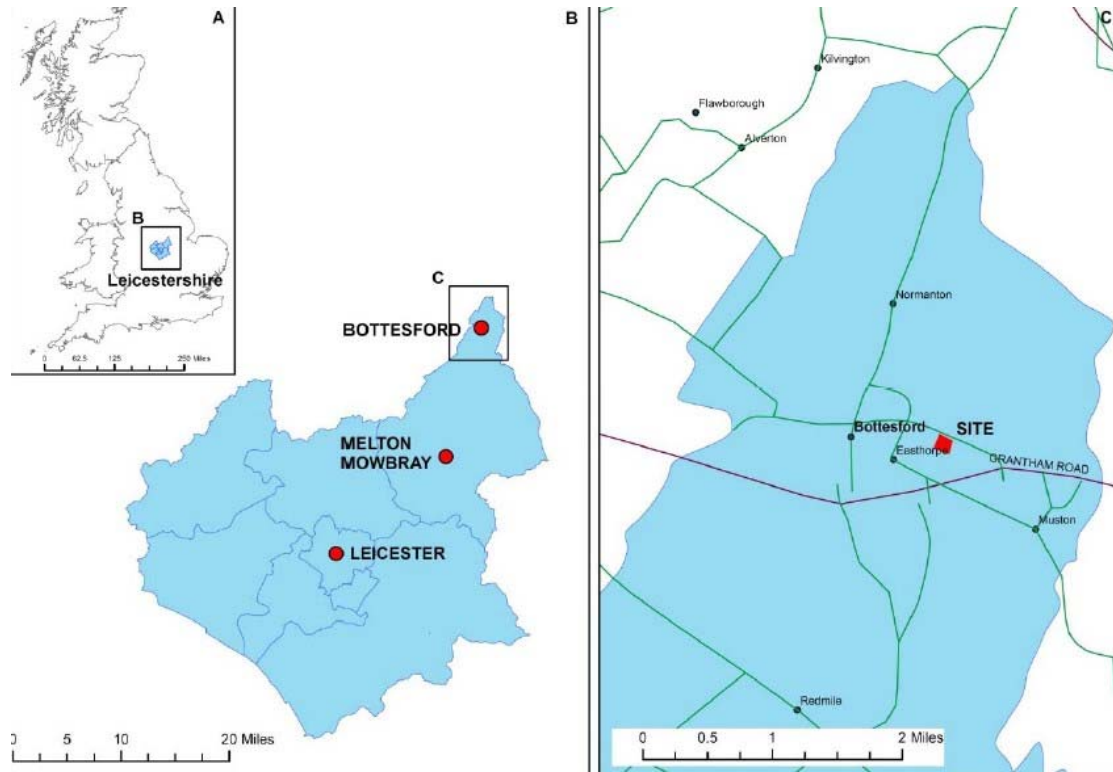 A
B
Leicestershire
0 62.5 125 250 Miles
B
C
BOTTESFORD
MELTON
MOWBRAY
LEICESTER
0 5 10 20 Miles
C
Kilvington
Flawborough
Alverton
Normanton
Bottesford
SITE
Easthorpe
GRANTHAM ROAD
Muston
Redmile
0 0.5 1 2 Miles